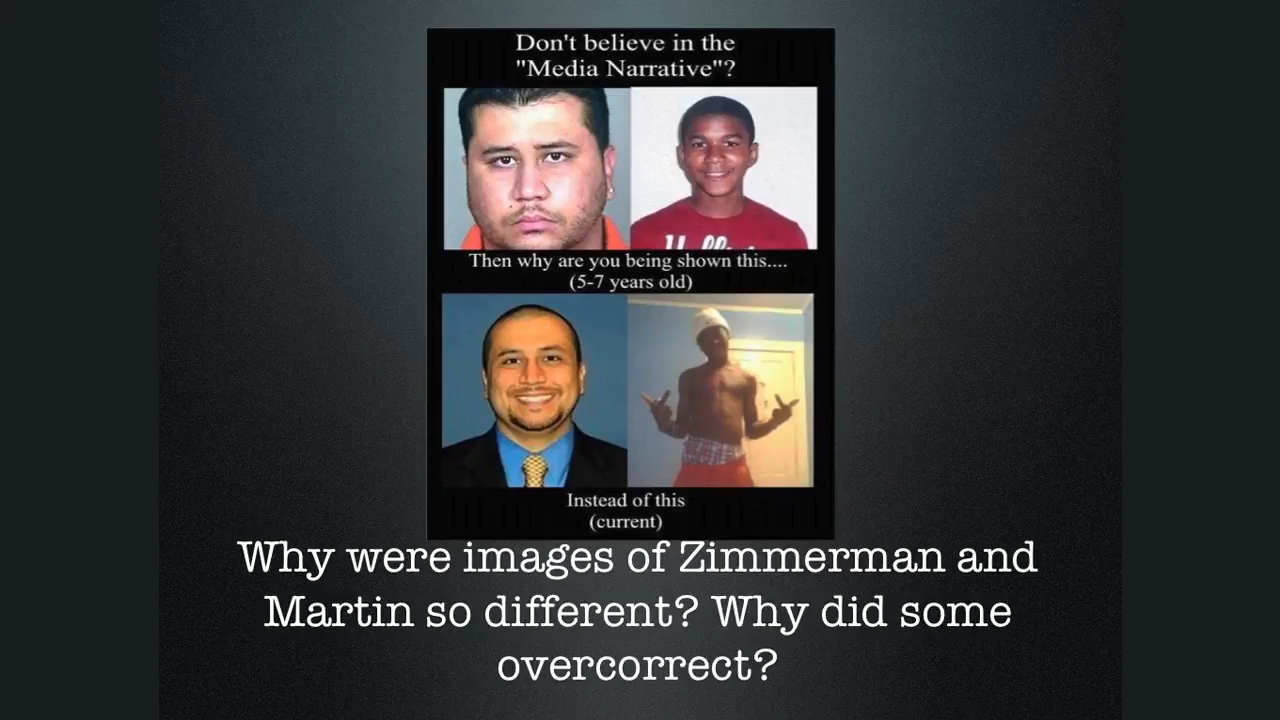 Don't believe in the
"Media Narrative"?
Then why are you being shown this....
(5-7 years old)
Instead of this
(current)
Why were images of Zimmerman and
Martin so different? Why did some
overcorrect?